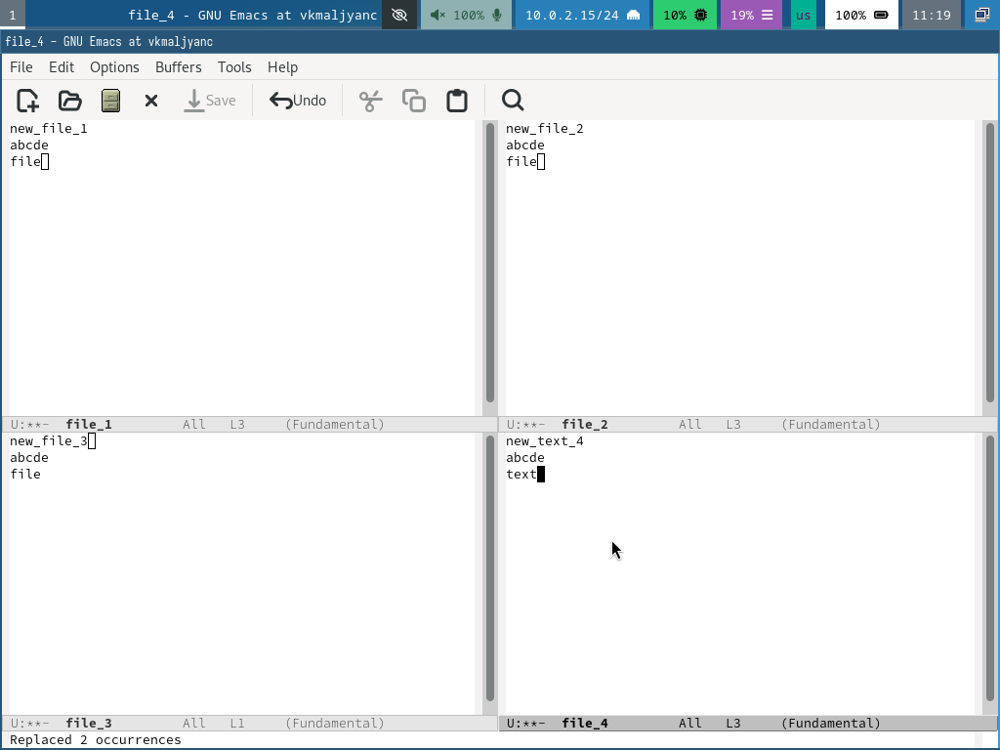 1 file_4 - GNU Emacs at vkmaljyanc 100% 10.0.2.15/24 10% 19% us 100% 11:19
file_4 - GNU Emacs at vkmaljyanc
File Edit Options Buffers Tools Help
Save Undo
new_file_1
abcde
file
U:**- file_1 All L3 (Fundamental)
new_file_2
abcde
file
U:**- file_2 All L3 (Fundamental)
new_file_3
abcde
file
U:**- file_3 All L1 (Fundamental)
new_text_4
abcde
text
U:**- file_4 All L3 (Fundamental)
Replaced 2 occurrences